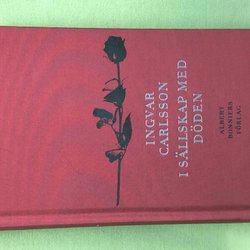 INGVAR
CARLSSON
I SÄLLSKAP MED
DÖDEN
ALBERT
BONNIERS
FÖRLAG